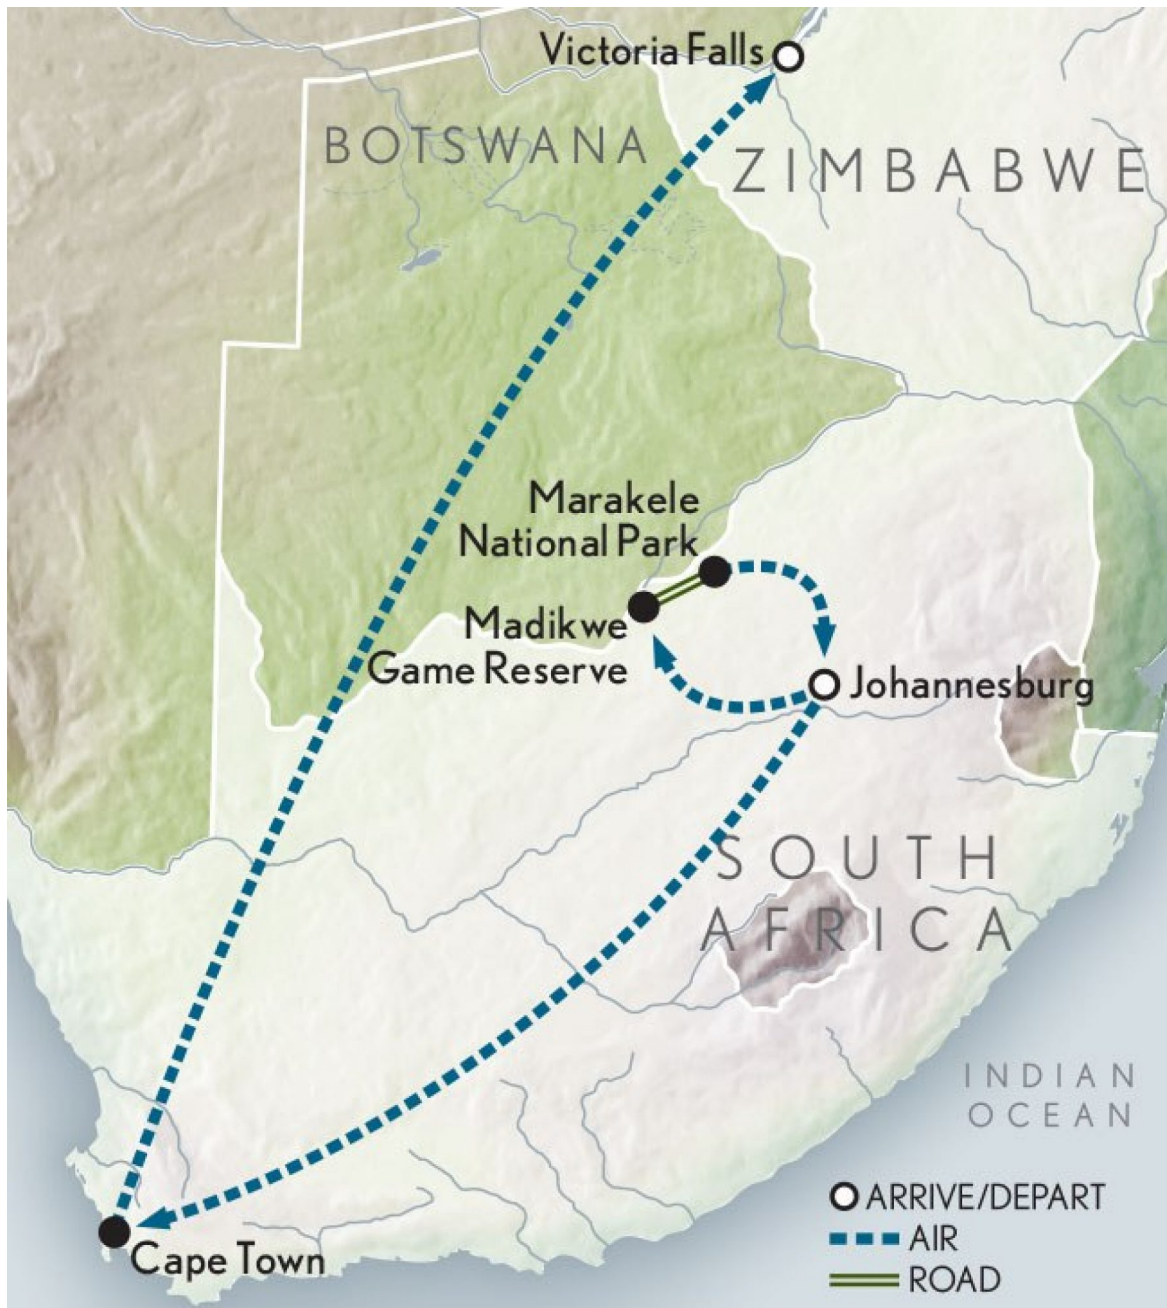 Victoria Falls
BOTSWANA
ZIMBABWE
Marakele
National Park
Madikwe
Game Reserve
Johannesburg
SOUTH
AFRICA
INDIAN
OCEAN
Cape Town
ARRIVE/DEPART
AIR
ROAD